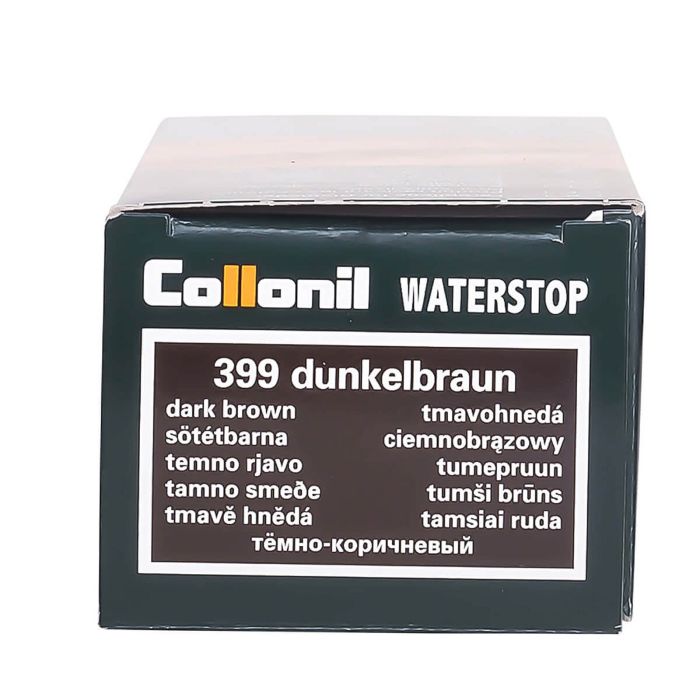 Collonil WATERSTOP
399 dunkelbraun
dark brown
sötétbarna
temno rjavo
tamno smeðe
tmavě hnědá
tmavohnedá
ciemnobrązowy
tumepruun
tumši brūns
tamsiai ruda
тёмно-коричневый